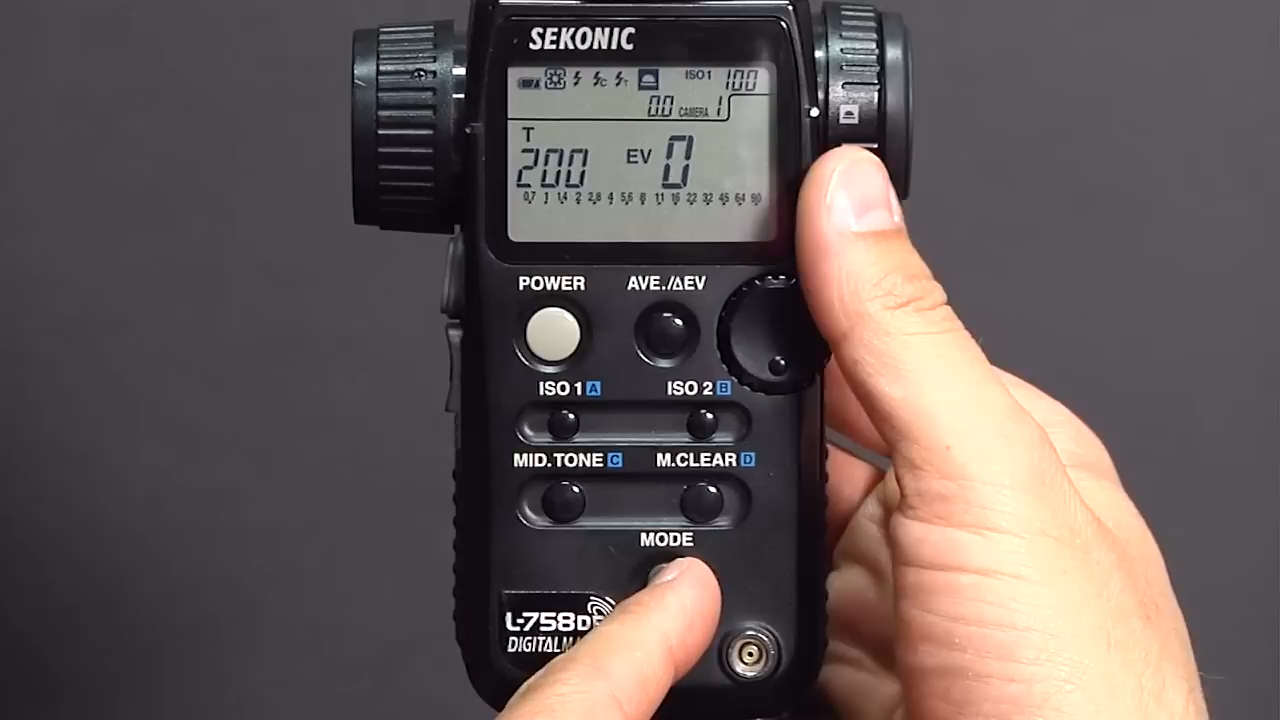 SEKONIC
ISO 1 100
0.0 CAMERA 1
T
200 EV 0
0.7 1 1.4 2 2.8 4 5.6 8 11 16 22 32 45 64 90
POWER AVE./ΔEV
ISO 1 A ISO 2 B
MID. TONE C M.CLEAR D
MODE
L-758D
DIGITAL